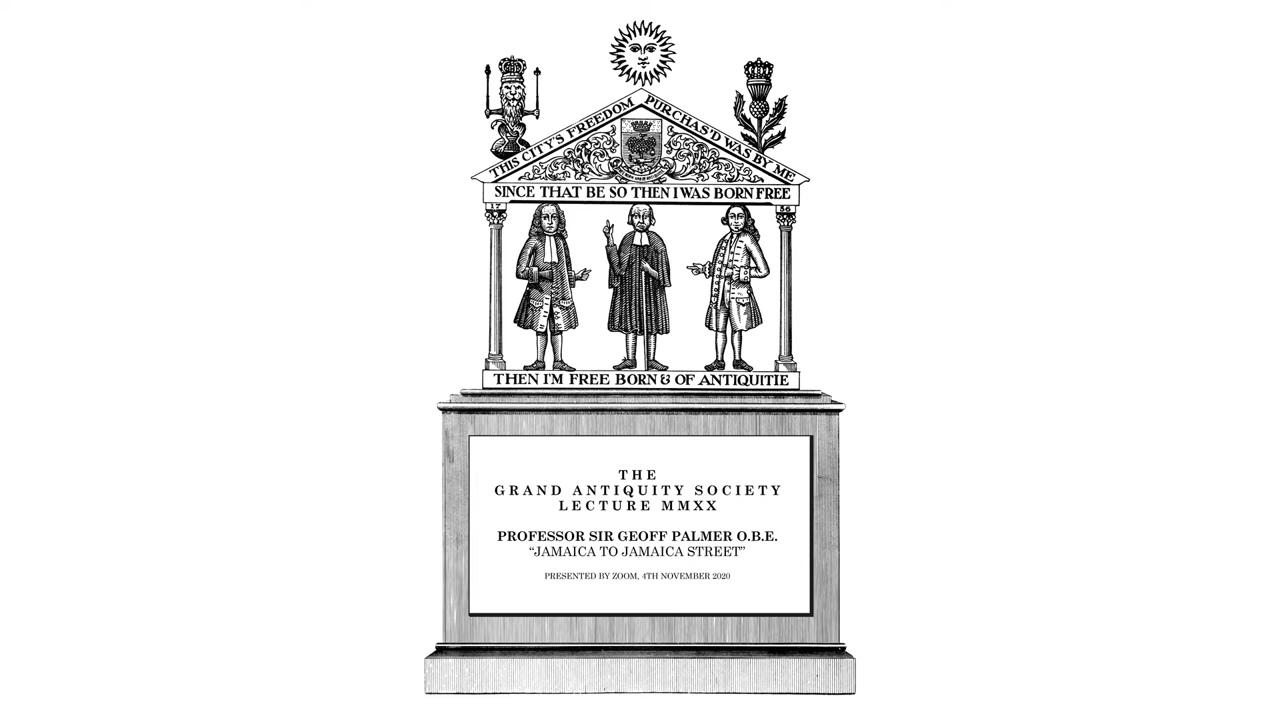 THIS CITY'S FREEDOM PURCHAS'D WAS BY ME
SINCE THAT BE SO THEN I WAS BORN FREE
17 56
THEN I'M FREE BORN & OF ANTIQUITIE
THE
GRAND ANTIQUITY SOCIETY
LECTURE MMXX
PROFESSOR SIR GEOFF PALMER O.B.E.
“JAMAICA TO JAMAICA STREET”
PRESENTED BY ZOOM, 4TH NOVEMBER 2020